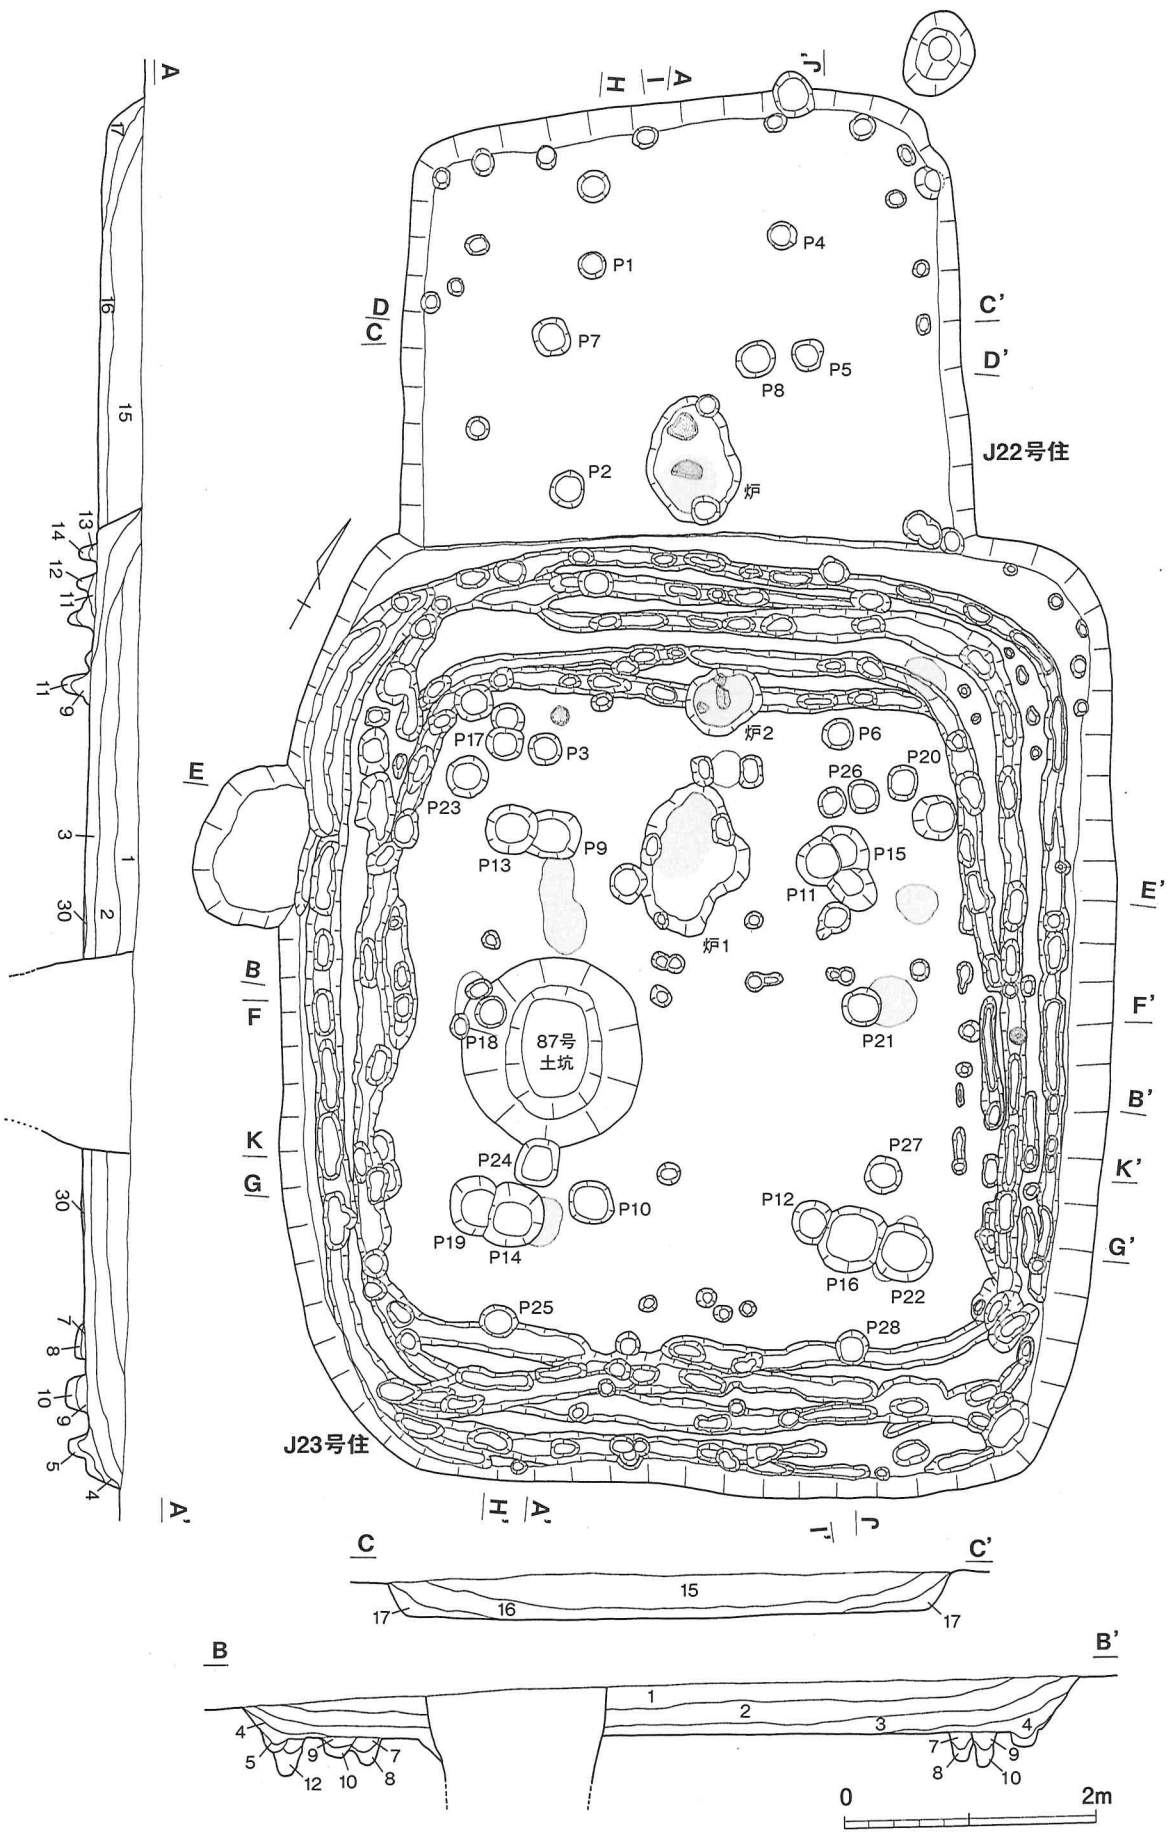 A
H
I
A
J'
17
P4
P1
D
C
C'
16
P7
D'
P8
P5
15
J22号住
P2
炉
13
14
12
11
11
9
P17
P3
炉2
P6
P20
E
P26
P23
3
1
P13
P9
P15
P11
E'
30
2
炉1
B
F
F'
P18
87号
土坑
P21
B'
K
P24
P27
K'
G
P10
P12
30
P19
P14
G'
P16
P22
7
8
P25
P28
10
9
5
J23号住
4
A'
H'
A'
I'
J
C
C'
15
17
16
17
B
B'
1
2
4
3
4
5
9
7
7
9
12
10
8
8
10
0
2m